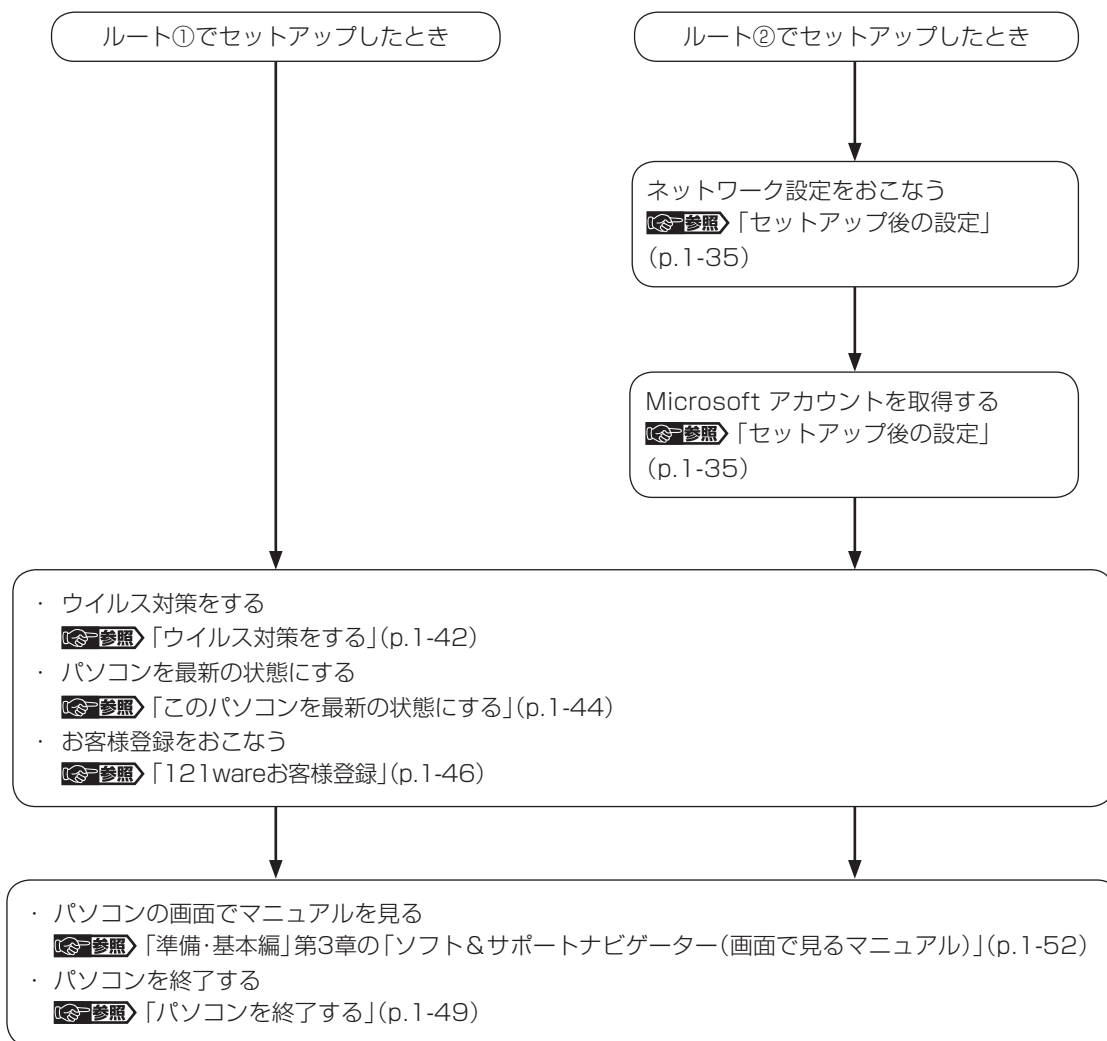 ルート①でセットアップしたとき
ルート②でセットアップしたとき
ネットワーク設定をおこなう
参照「セットアップ後の設定」
(p.1-35)
Microsoft アカウントを取得する
参照「セットアップ後の設定」
(p.1-35)
・ ウイルス対策をする
参照「ウイルス対策をする」(p.1-42)
・ パソコンを最新の状態にする
参照「このパソコンを最新の状態にする」(p.1-44)
・ お客様登録をおこなう
参照「121wareお客様登録」(p.1-46)
・ パソコンの画面でマニュアルを見る
参照「準備・基本編」第3章の「ソフト&サポートナビゲーター(画面で見るマニュアル)」(p.1-52)
・ パソコンを終了する
参照「パソコンを終了する」(p.1-49)